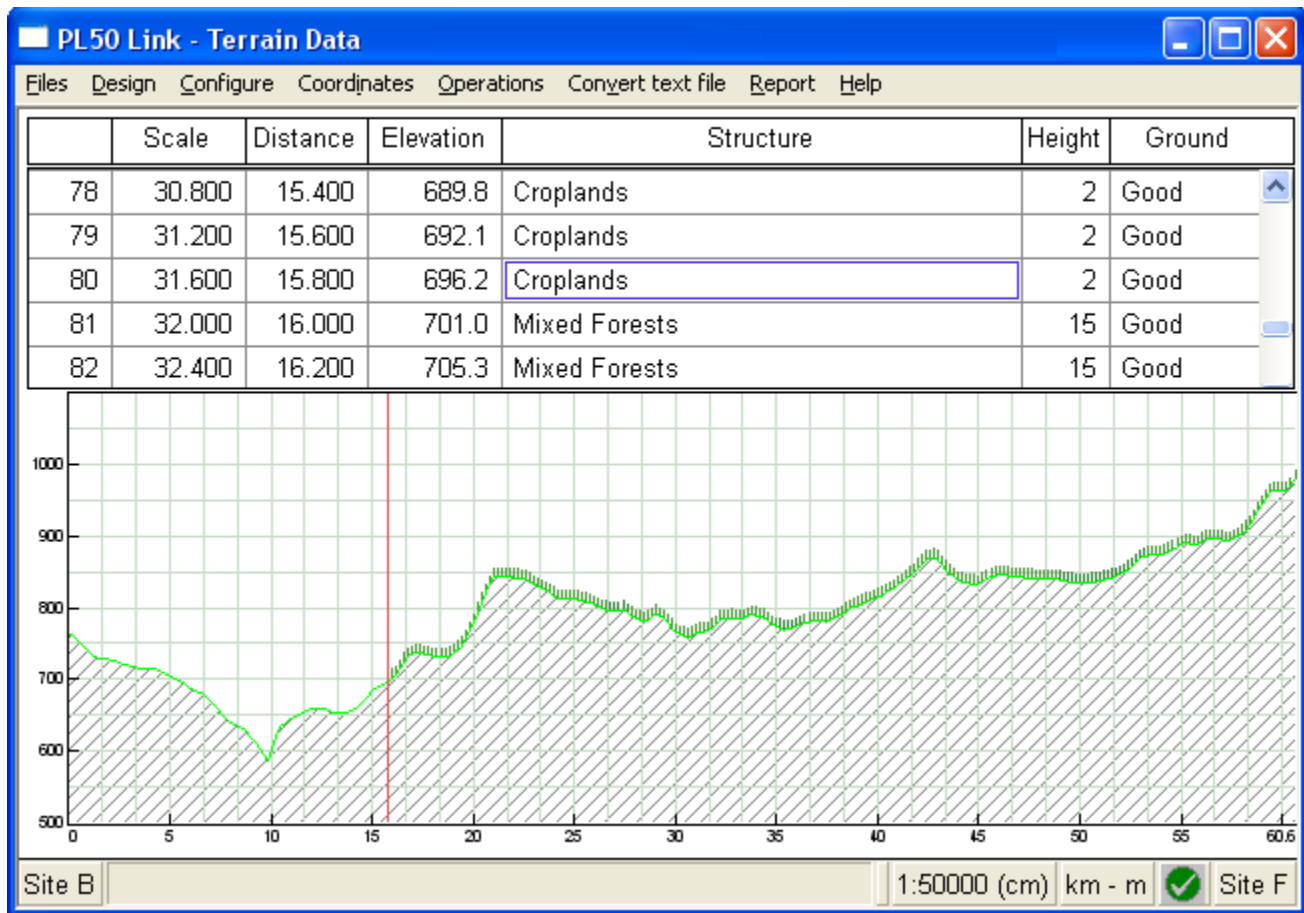 PL50 Link - Terrain Data
Files Design Configure Coordinates Operations Convert text file Report Help
Scale Distance Elevation Structure Height Ground
78 30.800 15.400 689.8 Croplands 2 Good
79 31.200 15.600 692.1 Croplands 2 Good
80 31.600 15.800 696.2 Croplands 2 Good
81 32.000 16.000 701.0 Mixed Forests 15 Good
82 32.400 16.200 705.3 Mixed Forests 15 Good
1000
900
800
700
600
500
0 5 10 15 20 25 30 35 40 45 50 55 60.6
Site B 1:50000 (cm) km - m Site F